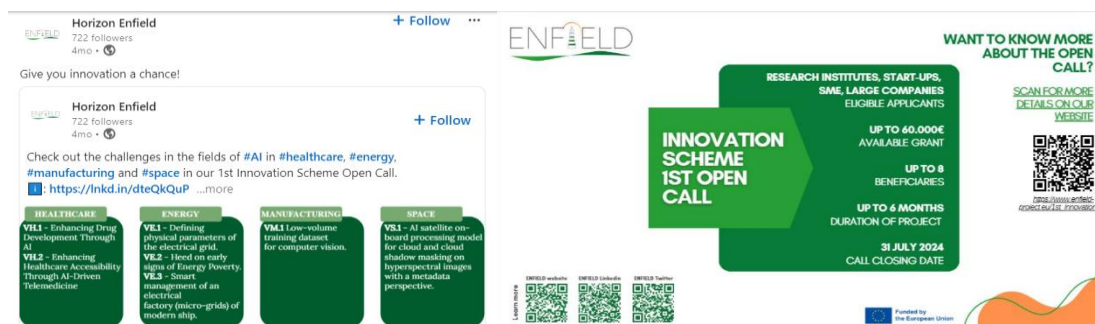 ENFIELD
Horizon Enfield
+ Follow ...
722 followers
4mo •
Give you innovation a chance!
ENFIELD
Horizon Enfield
722 followers
+ Follow
4mo •
Check out the challenges in the fields of #AI in #healthcare, #energy,
#manufacturing and #space in our 1st Innovation Scheme Open Call.
: https://lnkd.in/dteQkQuP ...more
HEALTHCARE
VH.1 - Enhancing Drug
Development Through
AI
VH.2 - Enhancing
Healthcare Accessibility
Through AI-Driven
Telemedicine
ENERGY
VE.1 - Defining
physical parameters of
the electrical grid.
VE.2 - Heed on early
signs of Energy Poverty.
VE.3 - Smart
management of an
electrical
factory (micro-grids) of
modern ship.
MANUFACTURING
VM.1 Low-volume
training dataset
for computer vision.
SPACE
VS.1 - AI satellite on-
board processing model
for cloud and cloud
shadow masking on
hyperspectral images
with a metadata
perspective.
ENFIELD
INNOVATION
SCHEME
1ST OPEN
CALL
RESEARCH INSTITUTES, START-UPS,
SME, LARGE COMPANIES
ELIGIBLE APPLICANTS
UP TO 60.000€
AVAILABLE GRANT
UP TO 8
BENEFICIARIES
UP TO 6 MONTHS
DURATION OF PROJECT
31 JULY 2024
CALL CLOSING DATE
WANT TO KNOW MORE
ABOUT THE OPEN
CALL?
SCAN FOR MORE
DETAILS ON OUR
WEBSITE
https://www.enfield-
project.eu/1st_innovation
Learn more
ENFIELD website
ENFIELD LinkedIn
ENFIELD Twitter
Funded by
the European Union